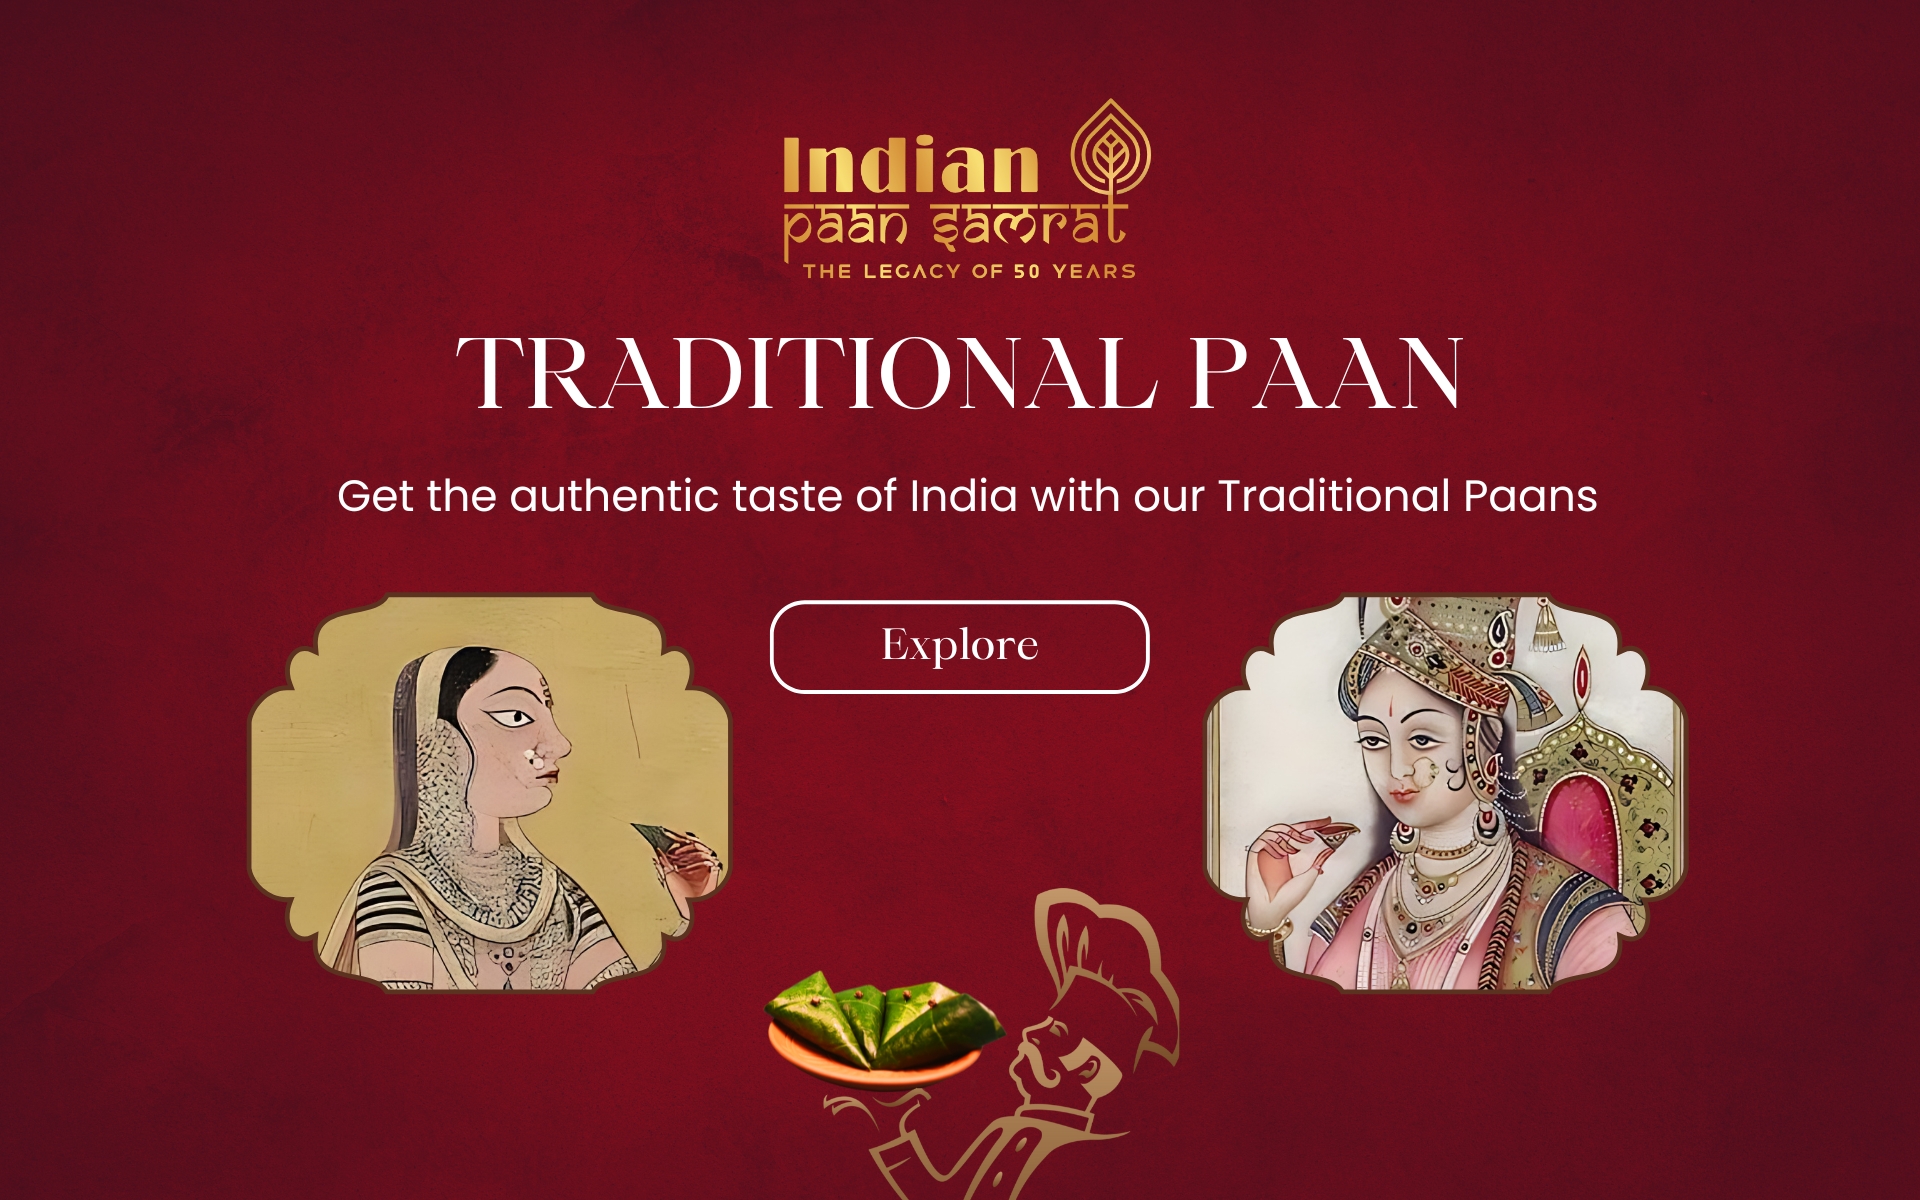 Indian
paan samrat
THE LEGACY OF 50 YEARS
TRADITIONAL PAAN
Get the authentic taste of India with our Traditional Paans
Explore